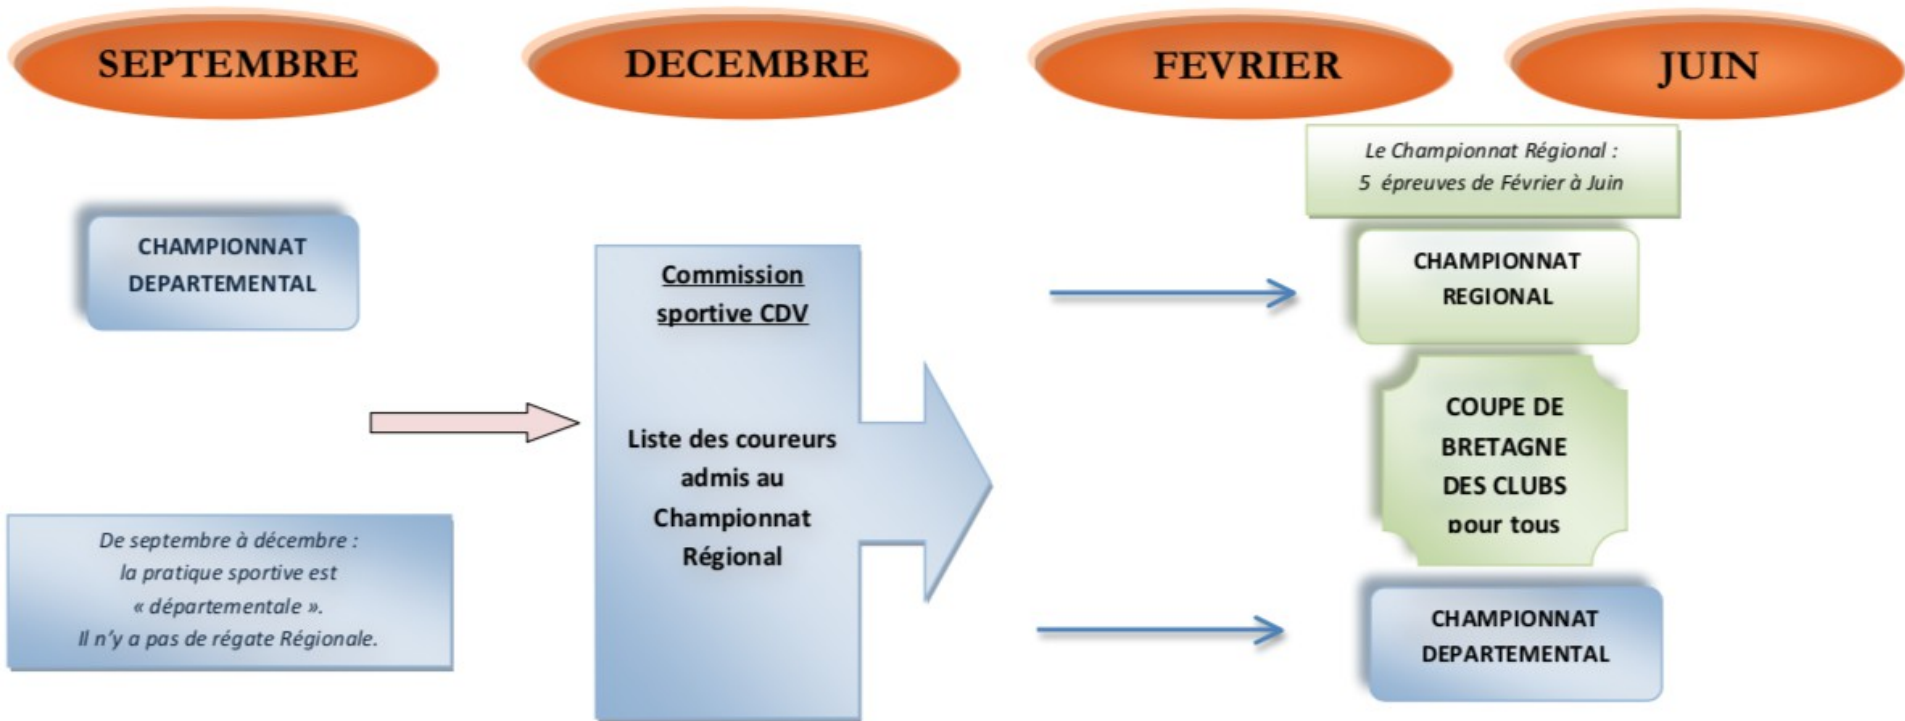 SEPTEMBRE
DECEMBRE
FEVRIER
JUIN
Le Championnat Régional :
5 épreuves de Février à Juin
CHAMPIONNAT
DEPARTEMENTAL
Commission
sportive CDV
Liste des coureurs
admis au
Championnat
Régional
CHAMPIONNAT
REGIONAL
COUPE DE
BRETAGNE
DES CLUBS
pour tous
De septembre à décembre :
la pratique sportive est
« départementale ».
Il n'y a pas de régate Régionale.
CHAMPIONNAT
DEPARTEMENTAL